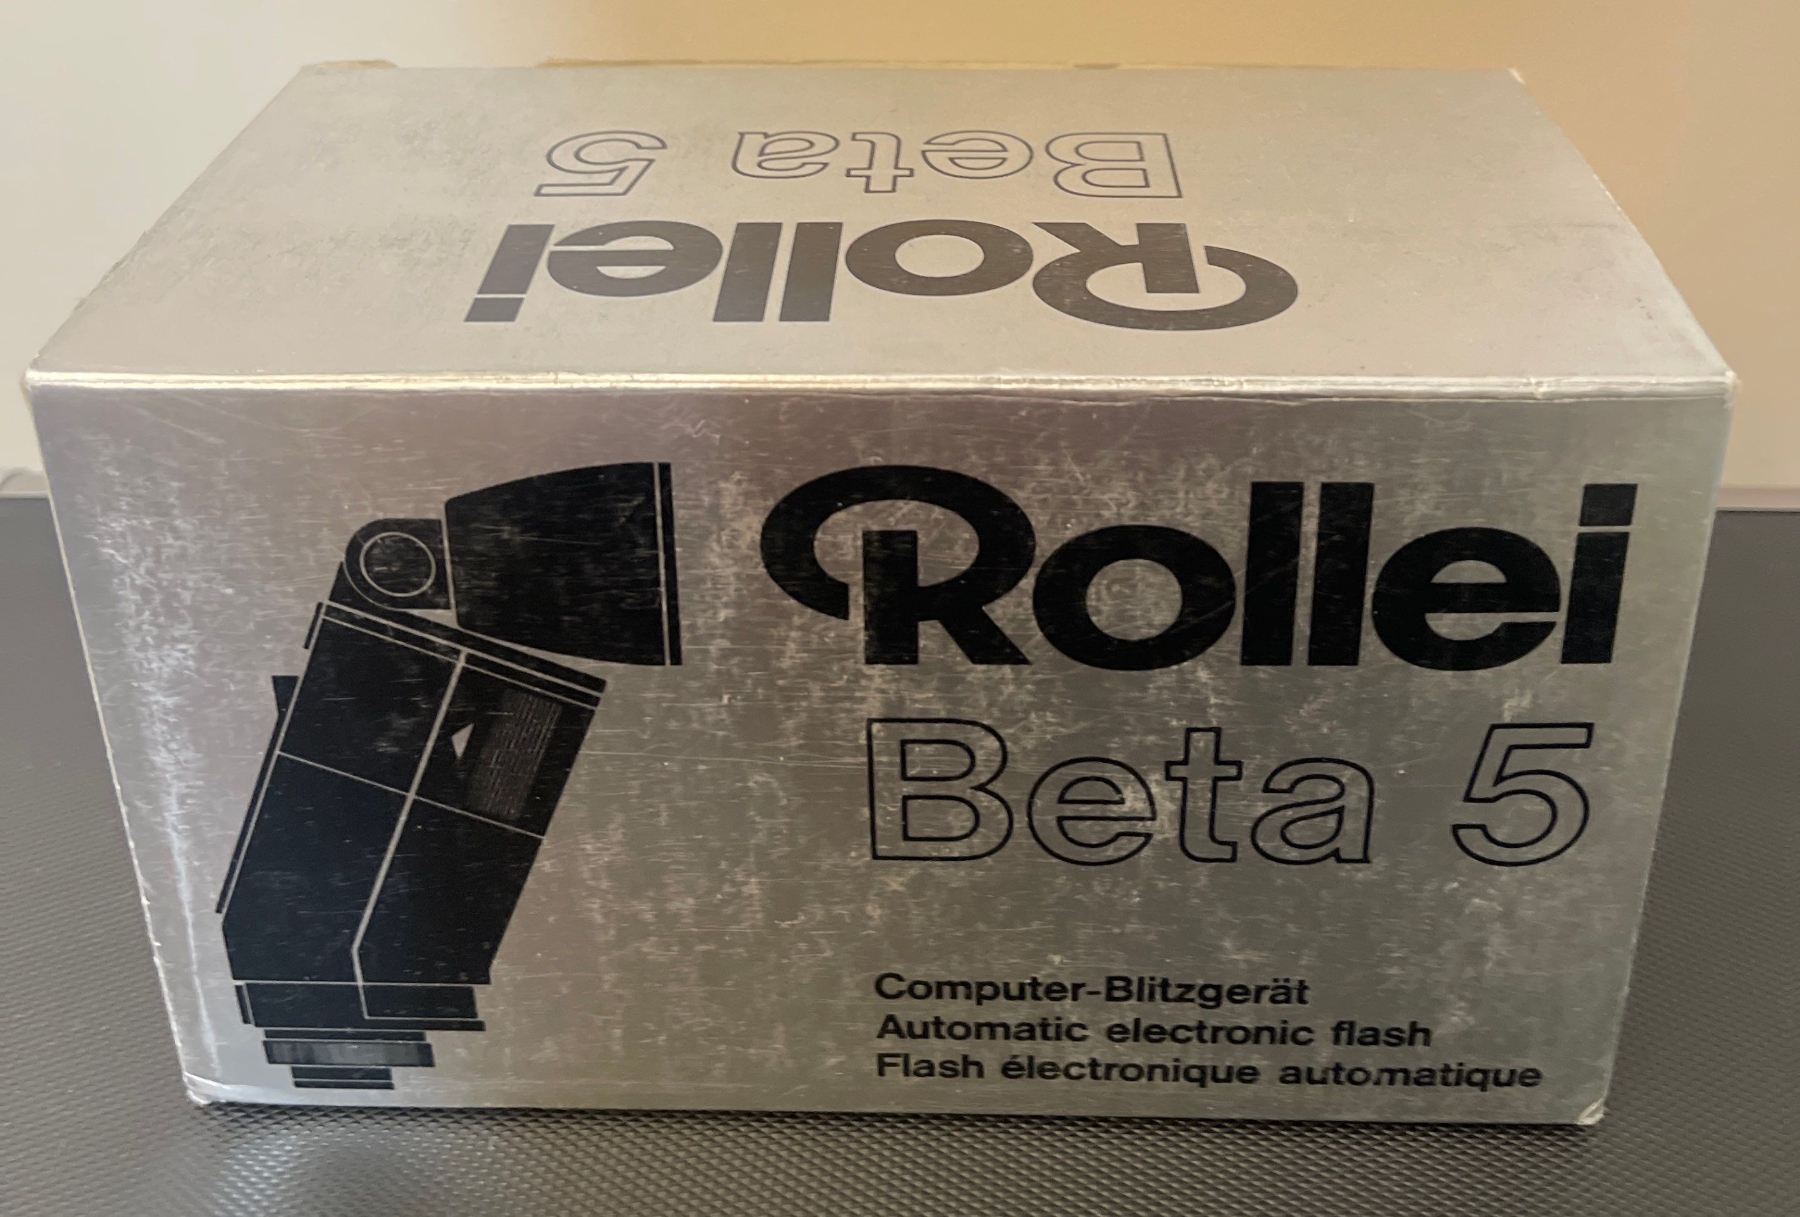 Beta 5
Rollei
Rollei
Beta 5
Computer-Blitzgerät
Automatic electronic flash
Flash électronique automatique